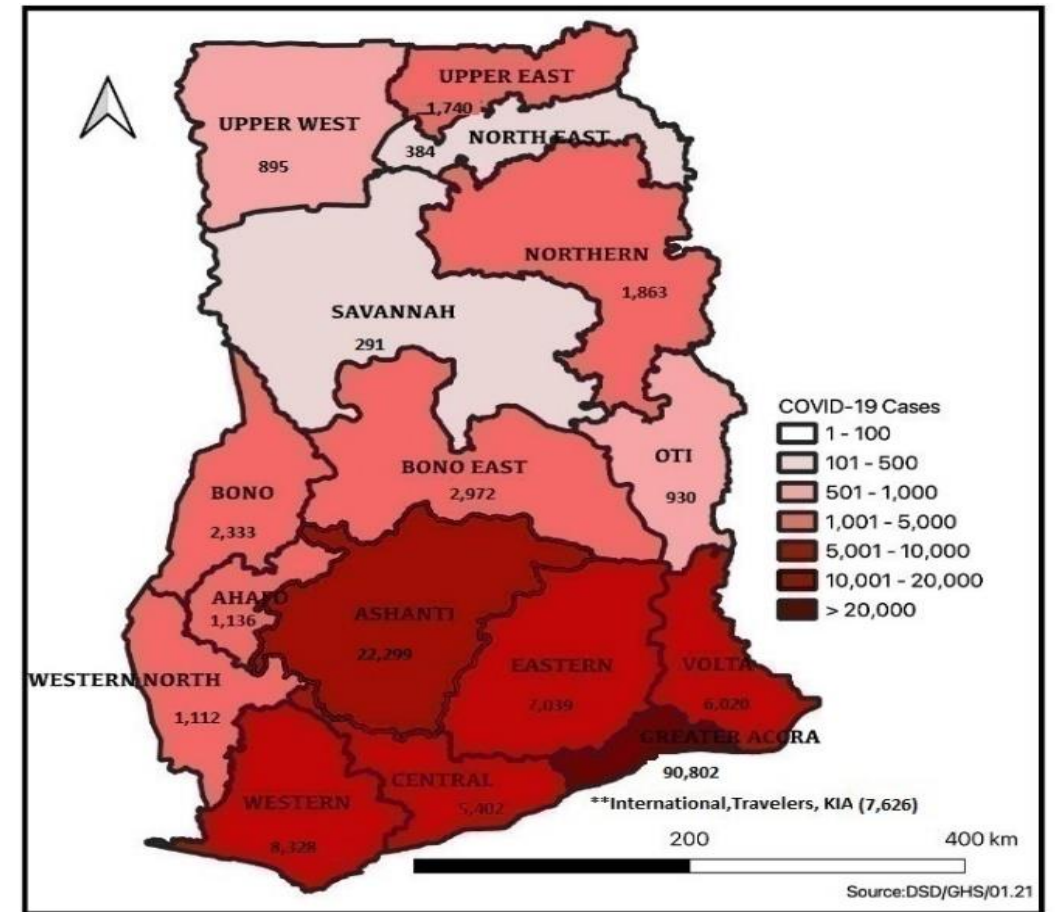 UPPER EAST
1,740
UPPER WEST
895
NORTH EAST
384
NORTHERN
1,863
SAVANNAH
291
BONO EAST
2,972
OTI
930
BONO
2,333
AHAFO
1,136
ASHANTI
22,299
EASTERN
7,039
VOLTA
6,020
WESTERN NORTH
1,112
GREATER ACCRA
90,802
CENTRAL
5,402
WESTERN
8,328
**International,Travelers, KIA (7,626)
COVID-19 Cases
1 - 100
101 - 500
501 - 1,000
1,001 - 5,000
5,001 - 10,000
10,001 - 20,000
> 20,000
200
400 km
Source:DSD/GHS/01.21